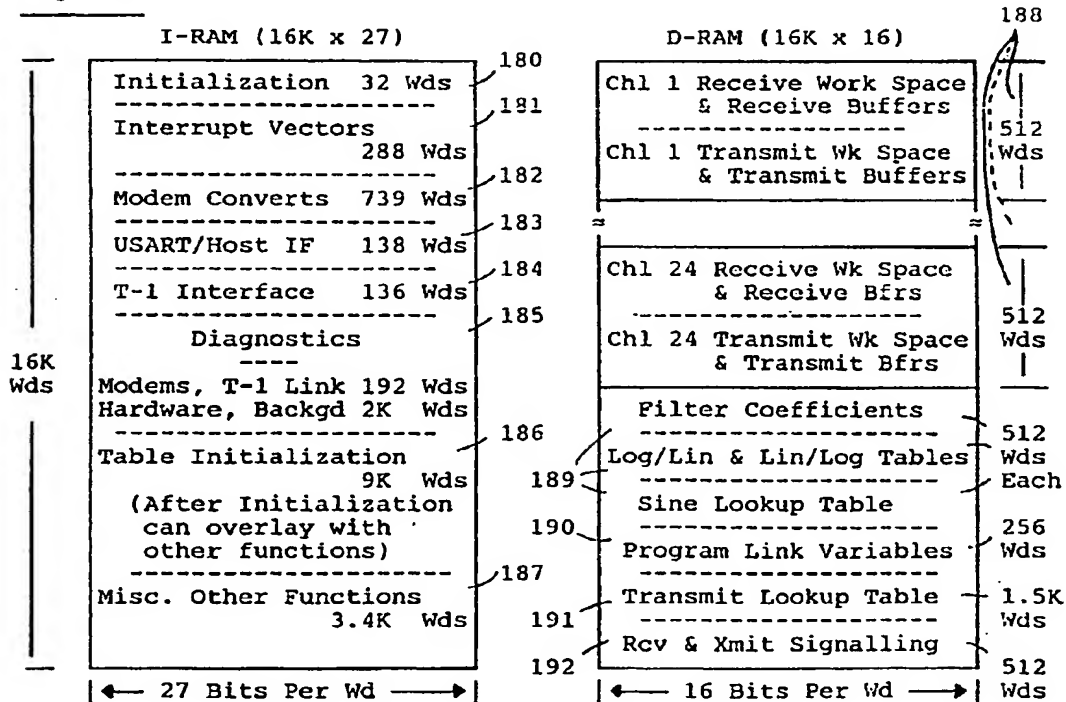 188
I-RAM (16K x 27)
D-RAM (16K x 16)
180
Initialization 32 Wds
181
Interrupt Vectors
288 Wds
182
Modem Converts 739 Wds
183
USART/Host IF 138 Wds
184
T-1 Interface 136 Wds
185
Diagnostics
Modems, T-1 Link 192 Wds
Hardware, Backgd 2K Wds
186
Table Initialization
9K Wds
(After Initialization
can overlay with
other functions)
187
Misc. Other Functions
3.4K Wds
16K
Wds
27 Bits Per Wd
Chl 1 Receive Work Space
& Receive Buffers
Chl 1 Transmit Wk Space
& Transmit Buffers
512
Wds
≈ ≈
Chl 24 Receive Wk Space
& Receive Bfrs
Chl 24 Transmit Wk Space
& Transmit Bfrs
512
Wds
Filter Coefficients
189
Log/Lin & Lin/Log Tables
Sine Lookup Table
512
Wds
Each
190
Program Link Variables
256
Wds
191
Transmit Lookup Table
1.5K
Wds
192
Rcv & Xmit Signalling
512
Wds
16 Bits Per Wd